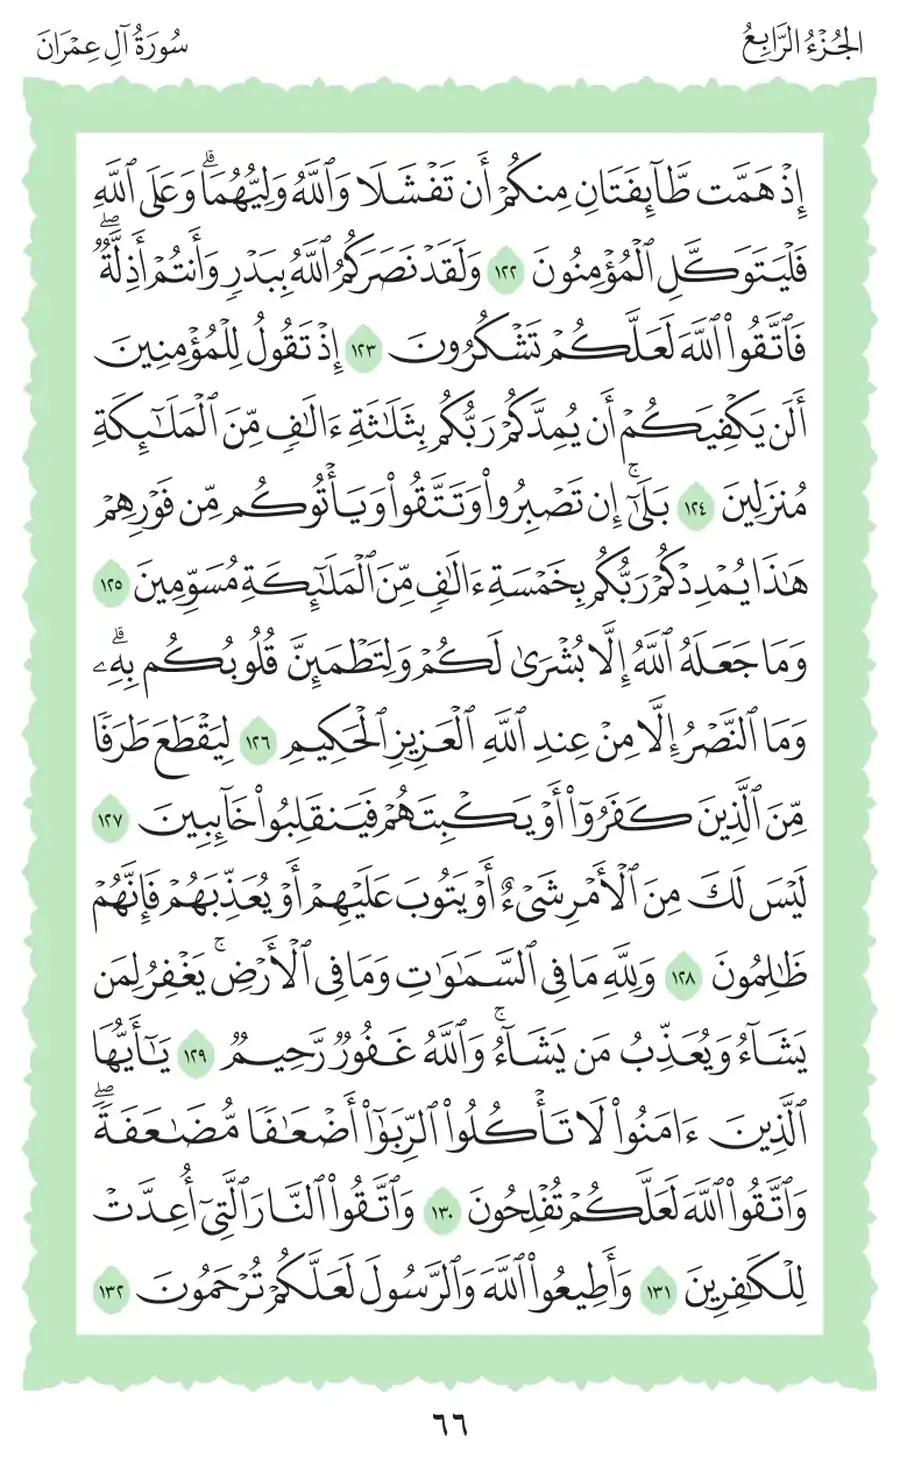 الجُزْءُ الرَّابِعُ
سُورَةُ آلِ عِمْرَانَ
إِذْ هَمَّت طَّآئِفَتَانِ مِنكُمْ أَن تَفْشَلَا وَٱللَّهُ وَلِيُّهُمَاۗ وَعَلَى ٱللَّهِ
فَلْيَتَوَكَّلِ ٱلْمُؤْمِنُونَ ١٢٢ وَلَقَدْ نَصَرَكُمُ ٱللَّهُ بِبَدْرٖ وَأَنتُمْ أَذِلَّةٞۖ
فَٱتَّقُواْ ٱللَّهَ لَعَلَّكُمْ تَشْكُرُونَ ١٢٣ إِذْ تَقُولُ لِلْمُؤْمِنِينَ
أَلَن يَكْفِيَكُمْ أَن يُمِدَّكُمْ رَبُّكُم بِثَلَٰثَةِ ءَالَٰفٖ مِّنَ ٱلْمَلَٰٓئِكَةِ
مُنزَلِينَ ١٢٤ بَلَىٰٓۚ إِن تَصْبِرُواْ وَتَتَّقُواْ وَيَأْتُوكُم مِّن فَوْرِهِمْ
هَٰذَا يُمْدِدْكُمْ رَبُّكُم بِخَمْسَةِ ءَالَٰفٖ مِّنَ ٱلْمَلَٰٓئِكَةِ مُسَوِّمِينَ ١٢٥
وَمَا جَعَلَهُ ٱللَّهُ إِلَّا بُشْرَىٰ لَكُمْ وَلِتَطْمَئِنَّ قُلُوبُكُم بِهِۦۗ
وَمَا ٱلنَّصْرُ إِلَّا مِنْ عِندِ ٱللَّهِ ٱلْعَزِيزِ ٱلْحَكِيمِ ١٢٦ لِيَقْطَعَ طَرَفٗا
مِّنَ ٱلَّذِينَ كَفَرُوٓاْ أَوْ يَكْبِتَهُمْ فَيَنقَلِبُواْ خَآئِبِينَ ١٢٧
لَيْسَ لَكَ مِنَ ٱلْأَمْرِ شَيْءٌ أَوْ يَتُوبَ عَلَيْهِمْ أَوْ يُعَذِّبَهُمْ فَإِنَّهُمْ
ظَٰلِمُونَ ١٢٨ وَلِلَّهِ مَا فِي ٱلسَّمَٰوَٰتِ وَمَا فِي ٱلْأَرْضِۚ يَغْفِرُ لِمَن
يَشَآءُ وَيُعَذِّبُ مَن يَشَآءُۚ وَٱللَّهُ غَفُورٞ رَّحِيمٞ ١٢٩ يَٰٓأَيُّهَا
ٱلَّذِينَ ءَامَنُواْ لَا تَأْكُلُواْ ٱلرِّبَوٰٓاْ أَضْعَٰفٗا مُّضَٰعَفَةٗۖ
وَٱتَّقُواْ ٱللَّهَ لَعَلَّكُمْ تُفْلِحُونَ ١٣٠ وَٱتَّقُواْ ٱلنَّارَ ٱلَّتِيٓ أُعِدَّتْ
لِلْكَٰفِرِينَ ١٣١ وَأَطِيعُواْ ٱللَّهَ وَٱلرَّسُولَ لَعَلَّكُمْ تُرْحَمُونَ ١٣٢
٦٦